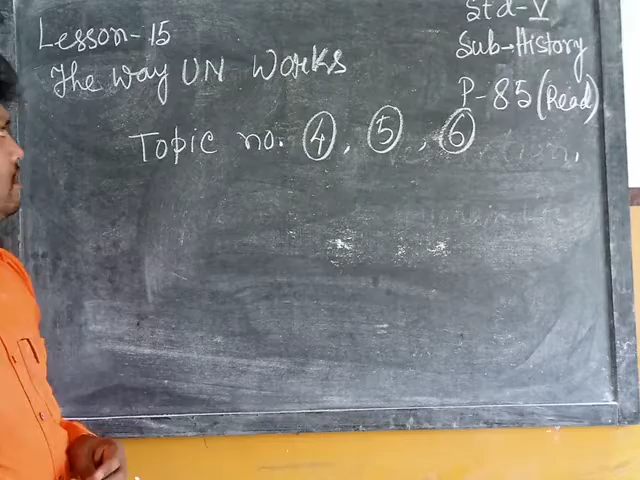 Lesson-15
The way UN Works
Std-V
Sub→History
P-85 (Read)
Topic no. 4, 5, 6